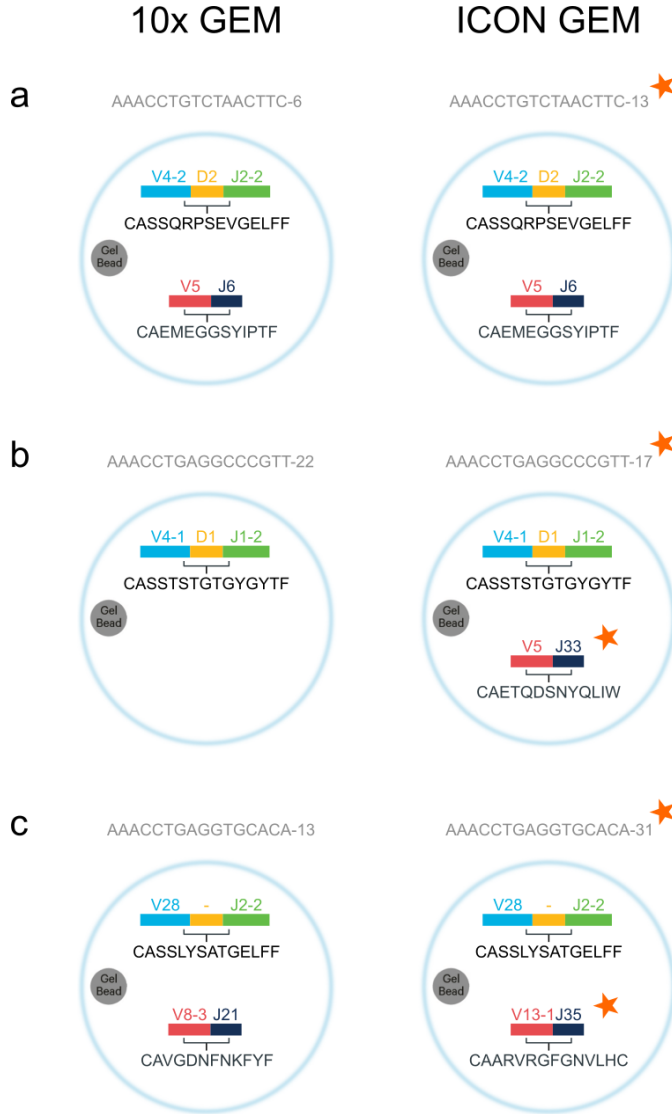 10x GEM ICON GEM
a
AAACCTGTCTAACTTC-6 AAACCTGTCTAACTTC-13
V4-2 D2 J2-2 V4-2 D2 J2-2
CASSQRPSEVGELFF CASSQRPSEVGELFF
Gel Bead Gel Bead
V5 J6 V5 J6
CAEMEGGSYIPTF CAEMEGGSYIPTF
b
AAACCTGAGGCCCGTT-22 AAACCTGAGGCCCGTT-17
V4-1 D1 J1-2 V4-1 D1 J1-2
CASSTSTGTGYGYTF CASSTSTGTGYGYTF
Gel Bead Gel Bead
V5 J33
CAETQDSNYQLIW
c
AAACCTGAGGTGCACA-13 AAACCTGAGGTGCACA-31
V28 - J2-2 V28 - J2-2
CASSLYSATGELFF CASSLYSATGELFF
Gel Bead Gel Bead
V8-3 J21 V13-1 J35
CAVGDNFNKFYF CAARVRGFGNVLHC